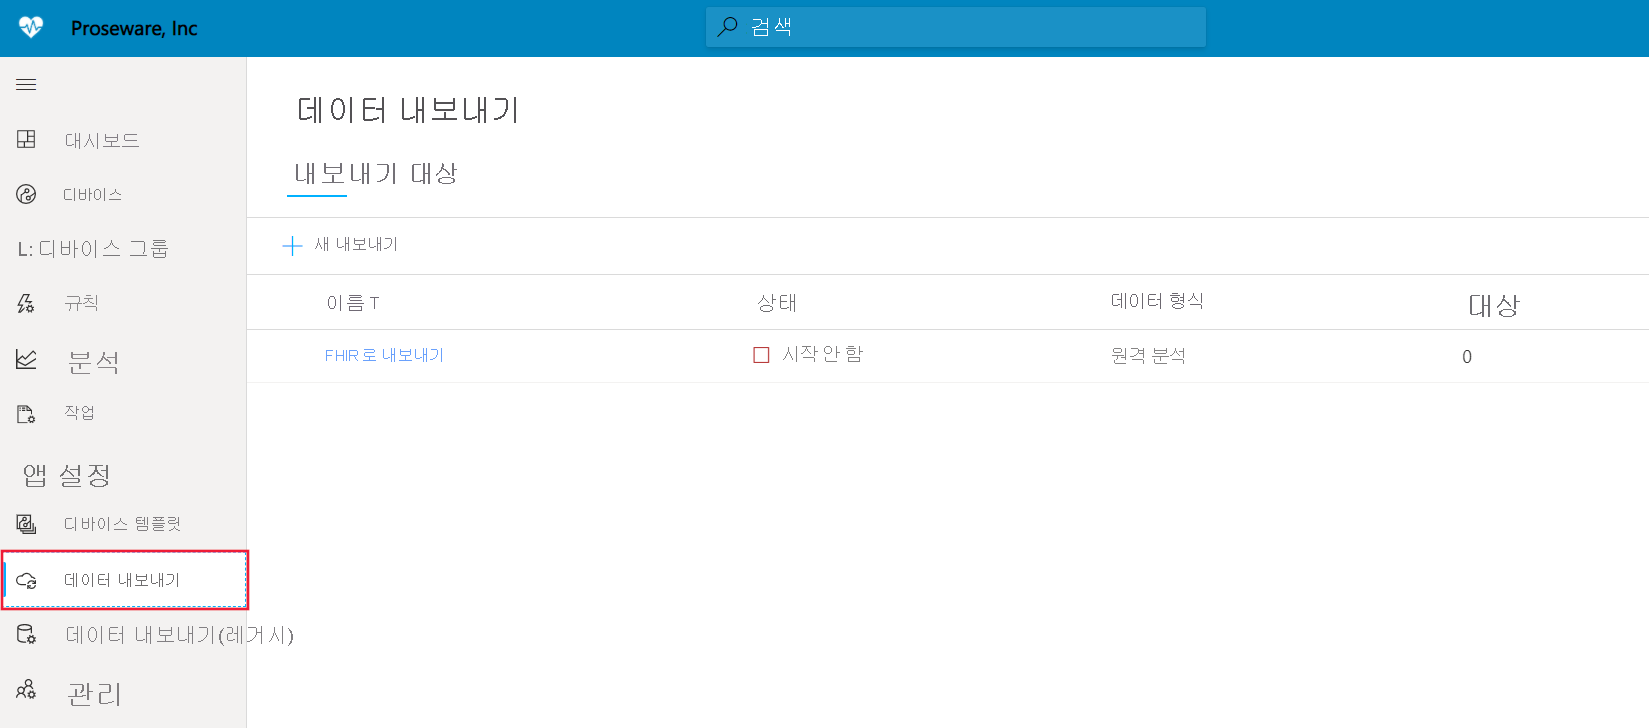 Proseware, Inc
검색
대시보드
디바이스
L: 디바이스 그룹
규칙
분석
작업
앱 설정
디바이스 템플릿
데이터 내보내기
데이터 내보내기(레거시)
관리
데이터 내보내기
내보내기 대상
새 내보내기
이름 T 상태 데이터 형식 대상
FHIR로 내보내기 시작 안 함 원격 분석 0